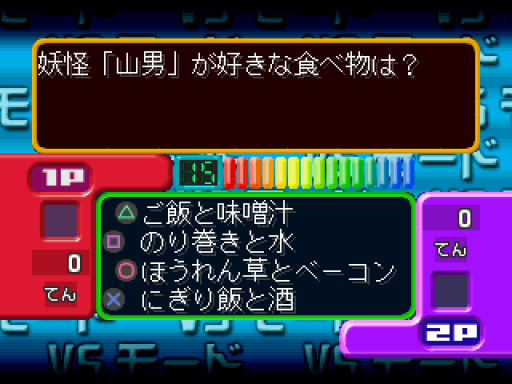 妖怪「山男」が好きな食べ物は？
1P
15
△ご飯と味噌汁
□のり巻きと水
○ほうれん草とベーコン
×にぎり飯と酒
0
てん
0
てん
2P
VSモード